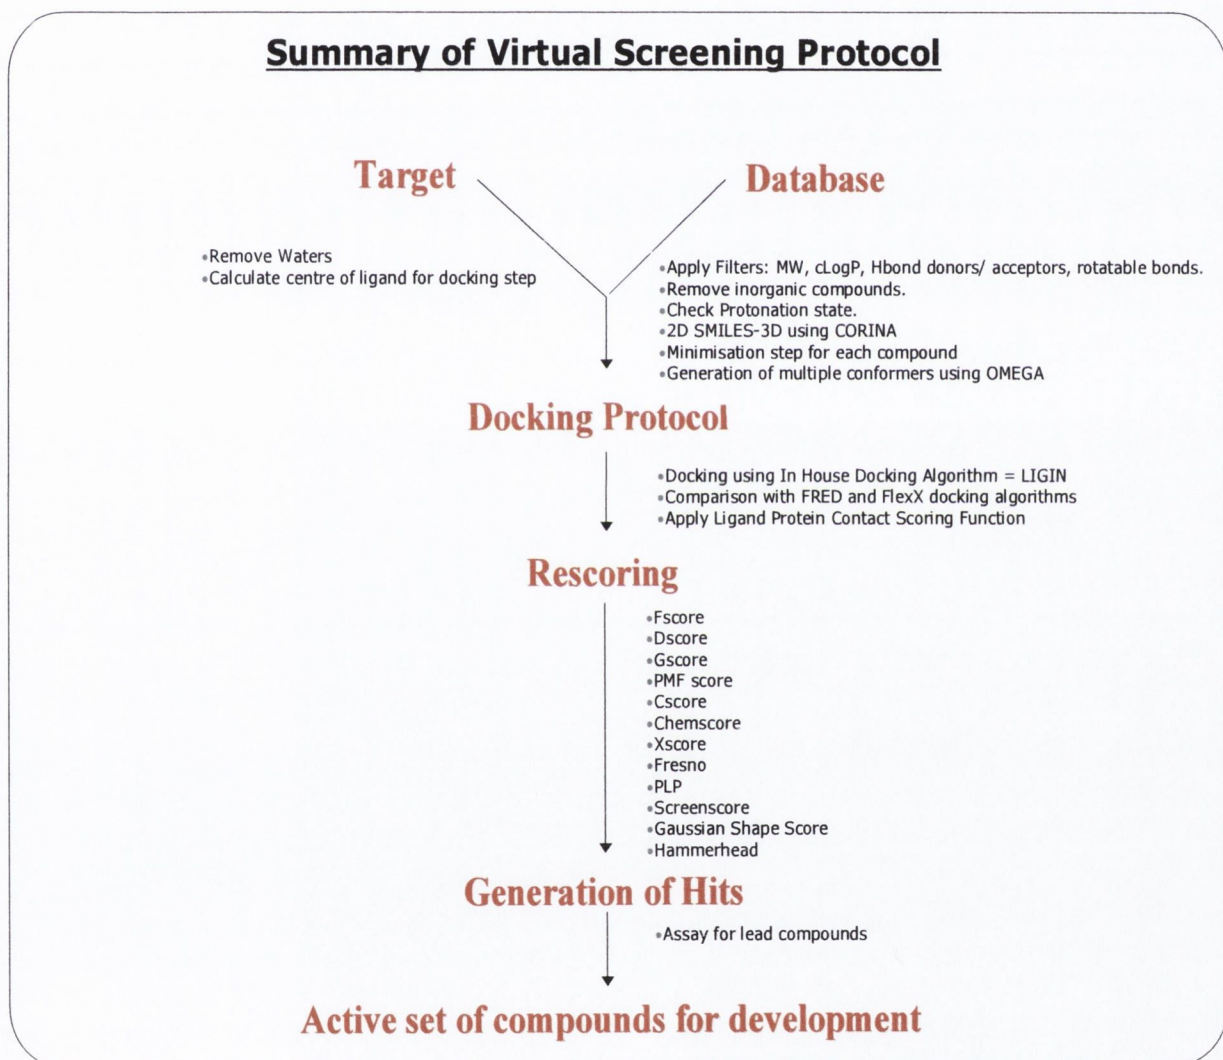 Summary of Virtual Screening Protocol
Target
Database
•Remove Waters
•Calculate centre of ligand for docking step
•Apply Filters: MW, cLogP, Hbond donors/ acceptors, rotatable bonds.
•Remove inorganic compounds.
•Check Protonation state.
•2D SMILES-3D using CORINA
•Minimisation step for each compound
•Generation of multiple conformers using OMEGA
Docking Protocol
•Docking using In House Docking Algorithm = LIGIN
•Comparison with FRED and FlexX docking algorithms
•Apply Ligand Protein Contact Scoring Function
Rescoring
•Fscore
•Dscore
•Gscore
•PMF score
•Cscore
•Chemscore
•Xscore
•Fresno
•PLP
•Screenscore
•Gaussian Shape Score
•Hammerhead
Generation of Hits
•Assay for lead compounds
Active set of compounds for development